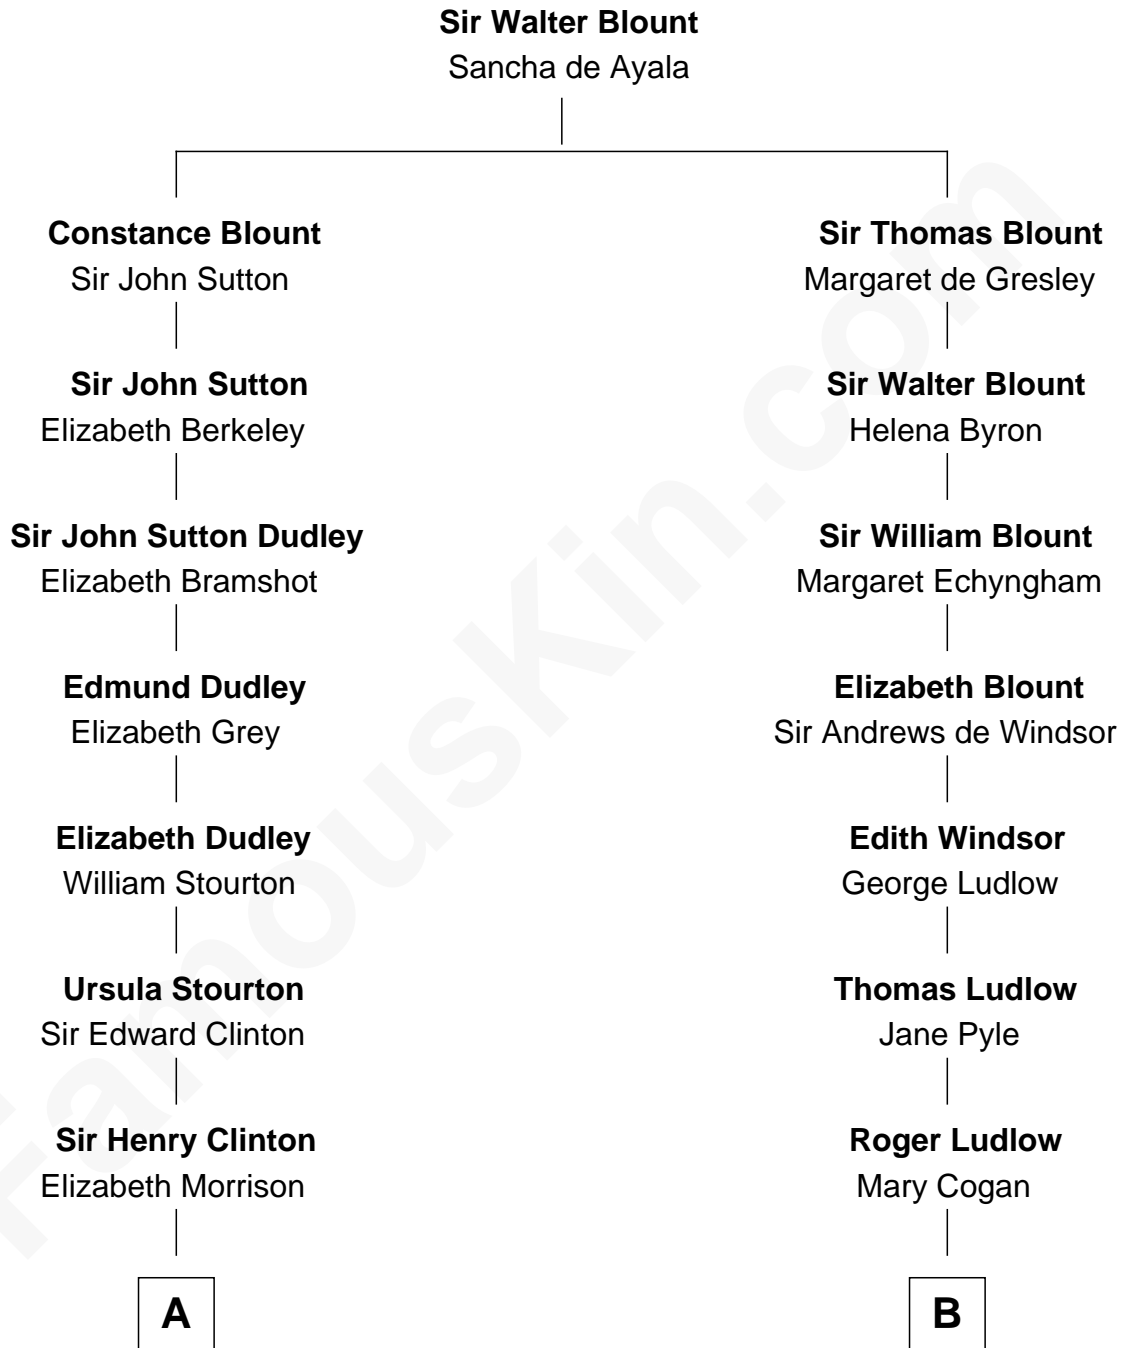 Sir Walter Blount
Sancha de Ayala
Constance Blount
Sir John Sutton
Sir Thomas Blount
Margaret de Gresley
Sir John Sutton
Elizabeth Berkeley
Sir Walter Blount
Helena Byron
Sir John Sutton Dudley
Elizabeth Bramshot
Sir William Blount
Margaret Echyngham
Edmund Dudley
Elizabeth Grey
Elizabeth Blount
Sir Andrews de Windsor
Elizabeth Dudley
William Stourton
Edith Windsor
George Ludlow
Ursula Stourton
Sir Edward Clinton
Thomas Ludlow
Jane Pyle
Sir Henry Clinton
Elizabeth Morrison
Roger Ludlow
Mary Cogan
A
B
FamousKin.com